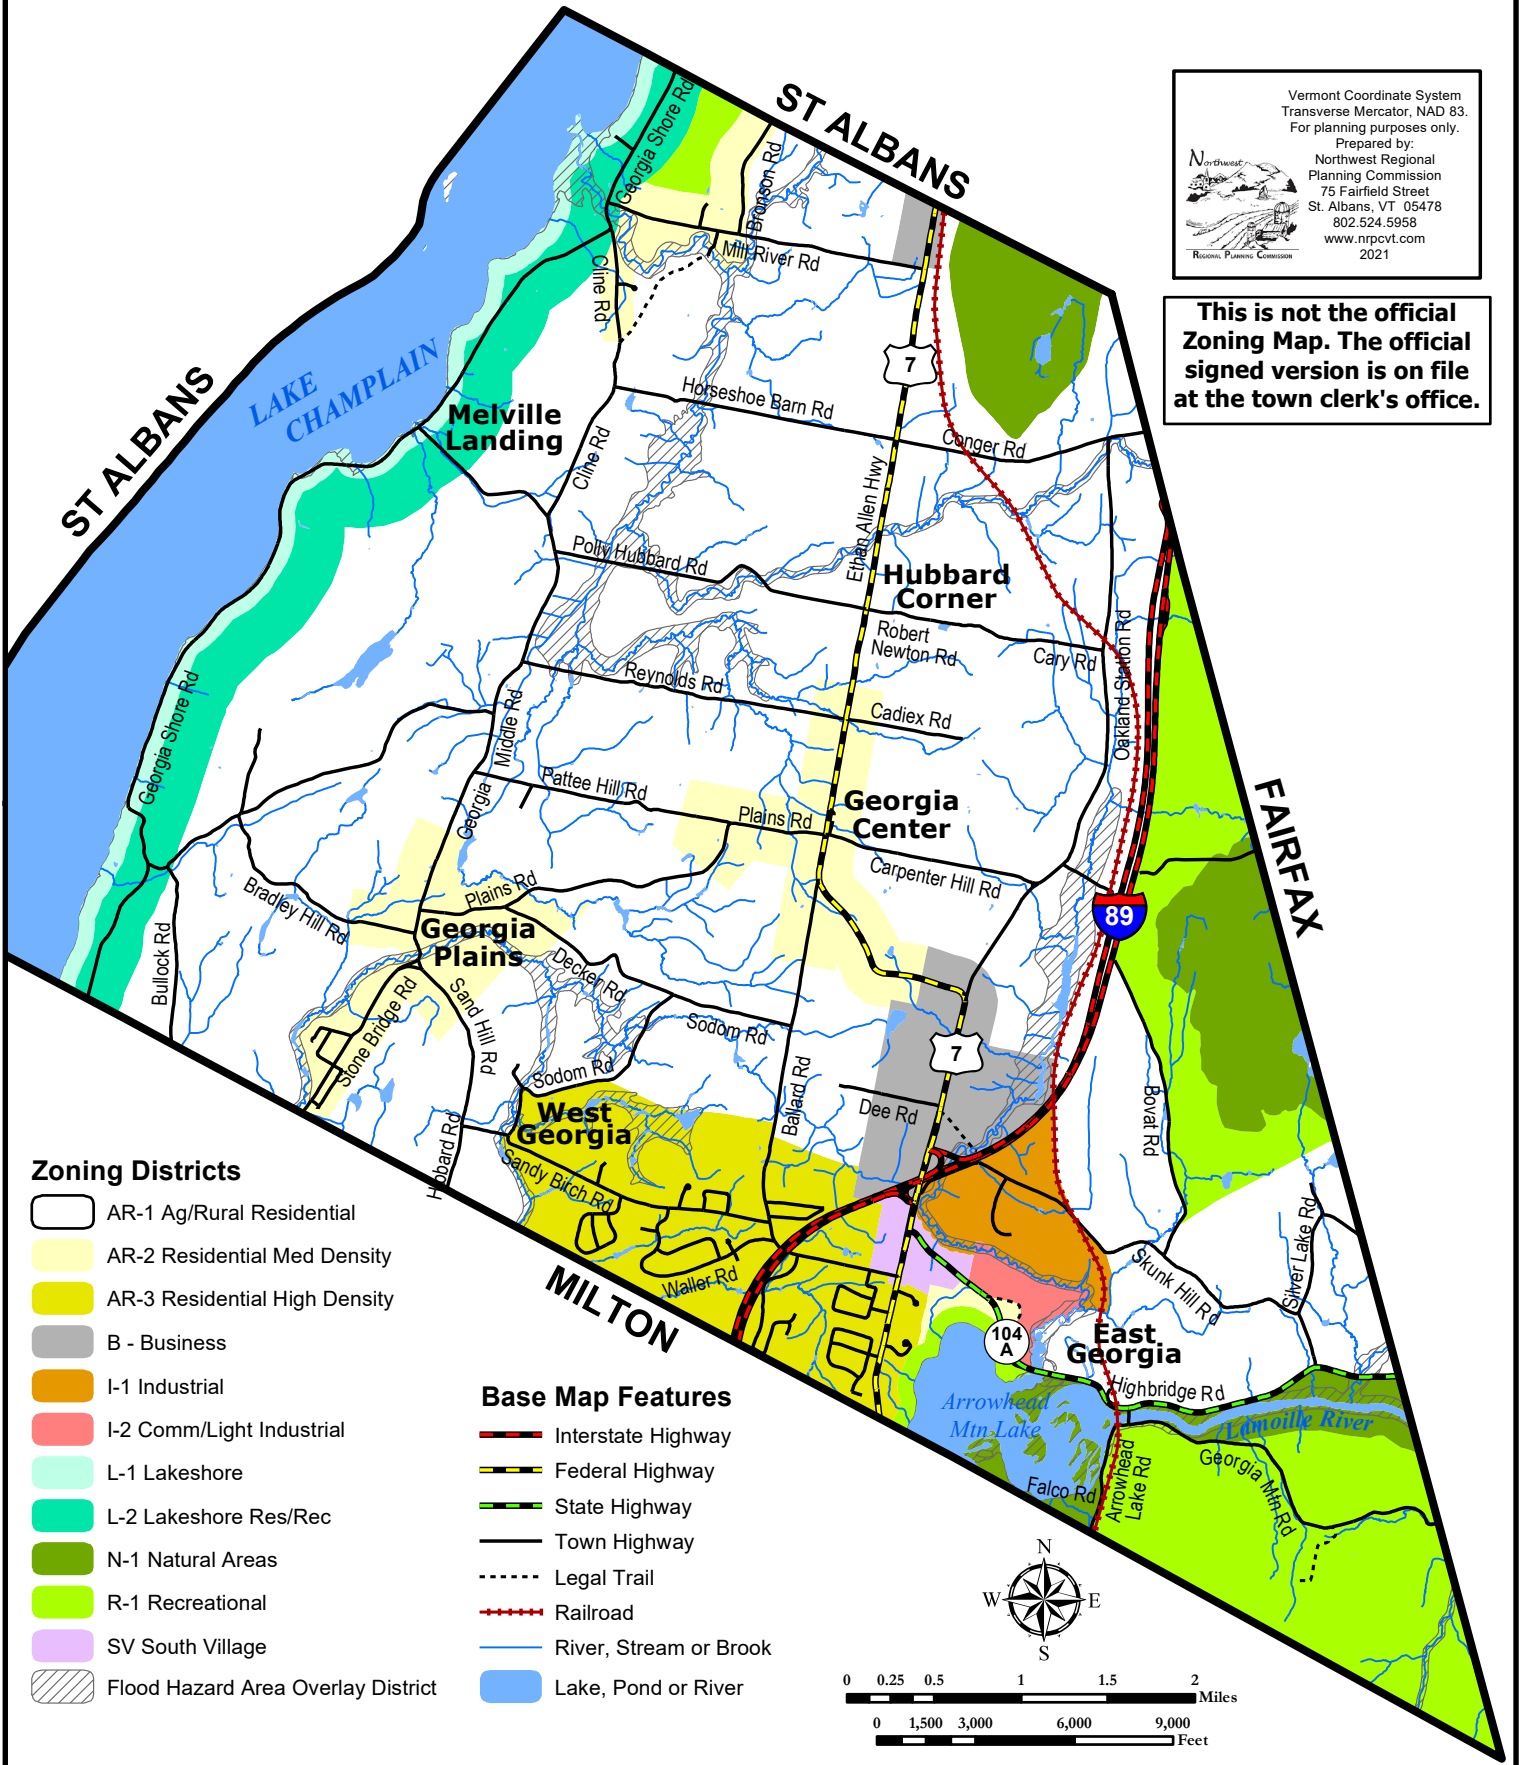 ST ALBANS
Vermont Coordinate System
Transverse Mercator, NAD 83.
For planning purposes only.
Prepared by:
Northwest Regional
Planning Commission
75 Fairfield Street
St. Albans, VT 05478
802.524.5958
www.nrpcvt.com
2021
Northwest
REGIONAL PLANNING COMMISSION
This is not the official
Zoning Map. The official
signed version is on file
at the town clerk's office.
Georgia Shore Rd
Bronson Rd
Mill River Rd
Cline Rd
7
ST ALBANS
LAKE
CHAMPLAIN
Melville
Landing
Horseshoe Barn Rd
Conger Rd
Cline Rd
Ethan Allen Hwy
Polly Hubbard Rd
Hubbard
Corner
Robert
Newton Rd
Cary Rd
Oakland Station Rd
Reynolds Rd
Cadiex Rd
Georgia Shore Rd
Georgia Middle Rd
Pattee Hill Rd
Plains Rd
Georgia
Center
FAIRFAX
Carpenter Hill Rd
Plains Rd
Bradley Hill Rd
89
Georgia
Plains
Bullock Rd
Decker Rd
Sand Hill Rd
Stone Bridge Rd
Sodom Rd
7
Sodom Rd
Ballard Rd
Dee Rd
Bovat Rd
West
Georgia
Hibbard Rd
Sandy Birch Rd
Waller Rd
MILTON
Skunk Hill Rd
Silver Lake Rd
104
A
East
Georgia
Highbridge Rd
Arrowhead
Mtn Lake
Lamoille River
Georgia Mtn Rd
Falco Rd
Arrowhead
Lake Rd
Zoning Districts
AR-1 Ag/Rural Residential
AR-2 Residential Med Density
AR-3 Residential High Density
B - Business
I-1 Industrial
I-2 Comm/Light Industrial
L-1 Lakeshore
L-2 Lakeshore Res/Rec
N-1 Natural Areas
R-1 Recreational
SV South Village
Flood Hazard Area Overlay District
Base Map Features
Interstate Highway
Federal Highway
State Highway
Town Highway
Legal Trail
Railroad
River, Stream or Brook
Lake, Pond or River
N
W E
S
0 0.25 0.5 1 1.5 2
Miles
0 1,500 3,000 6,000 9,000
Feet